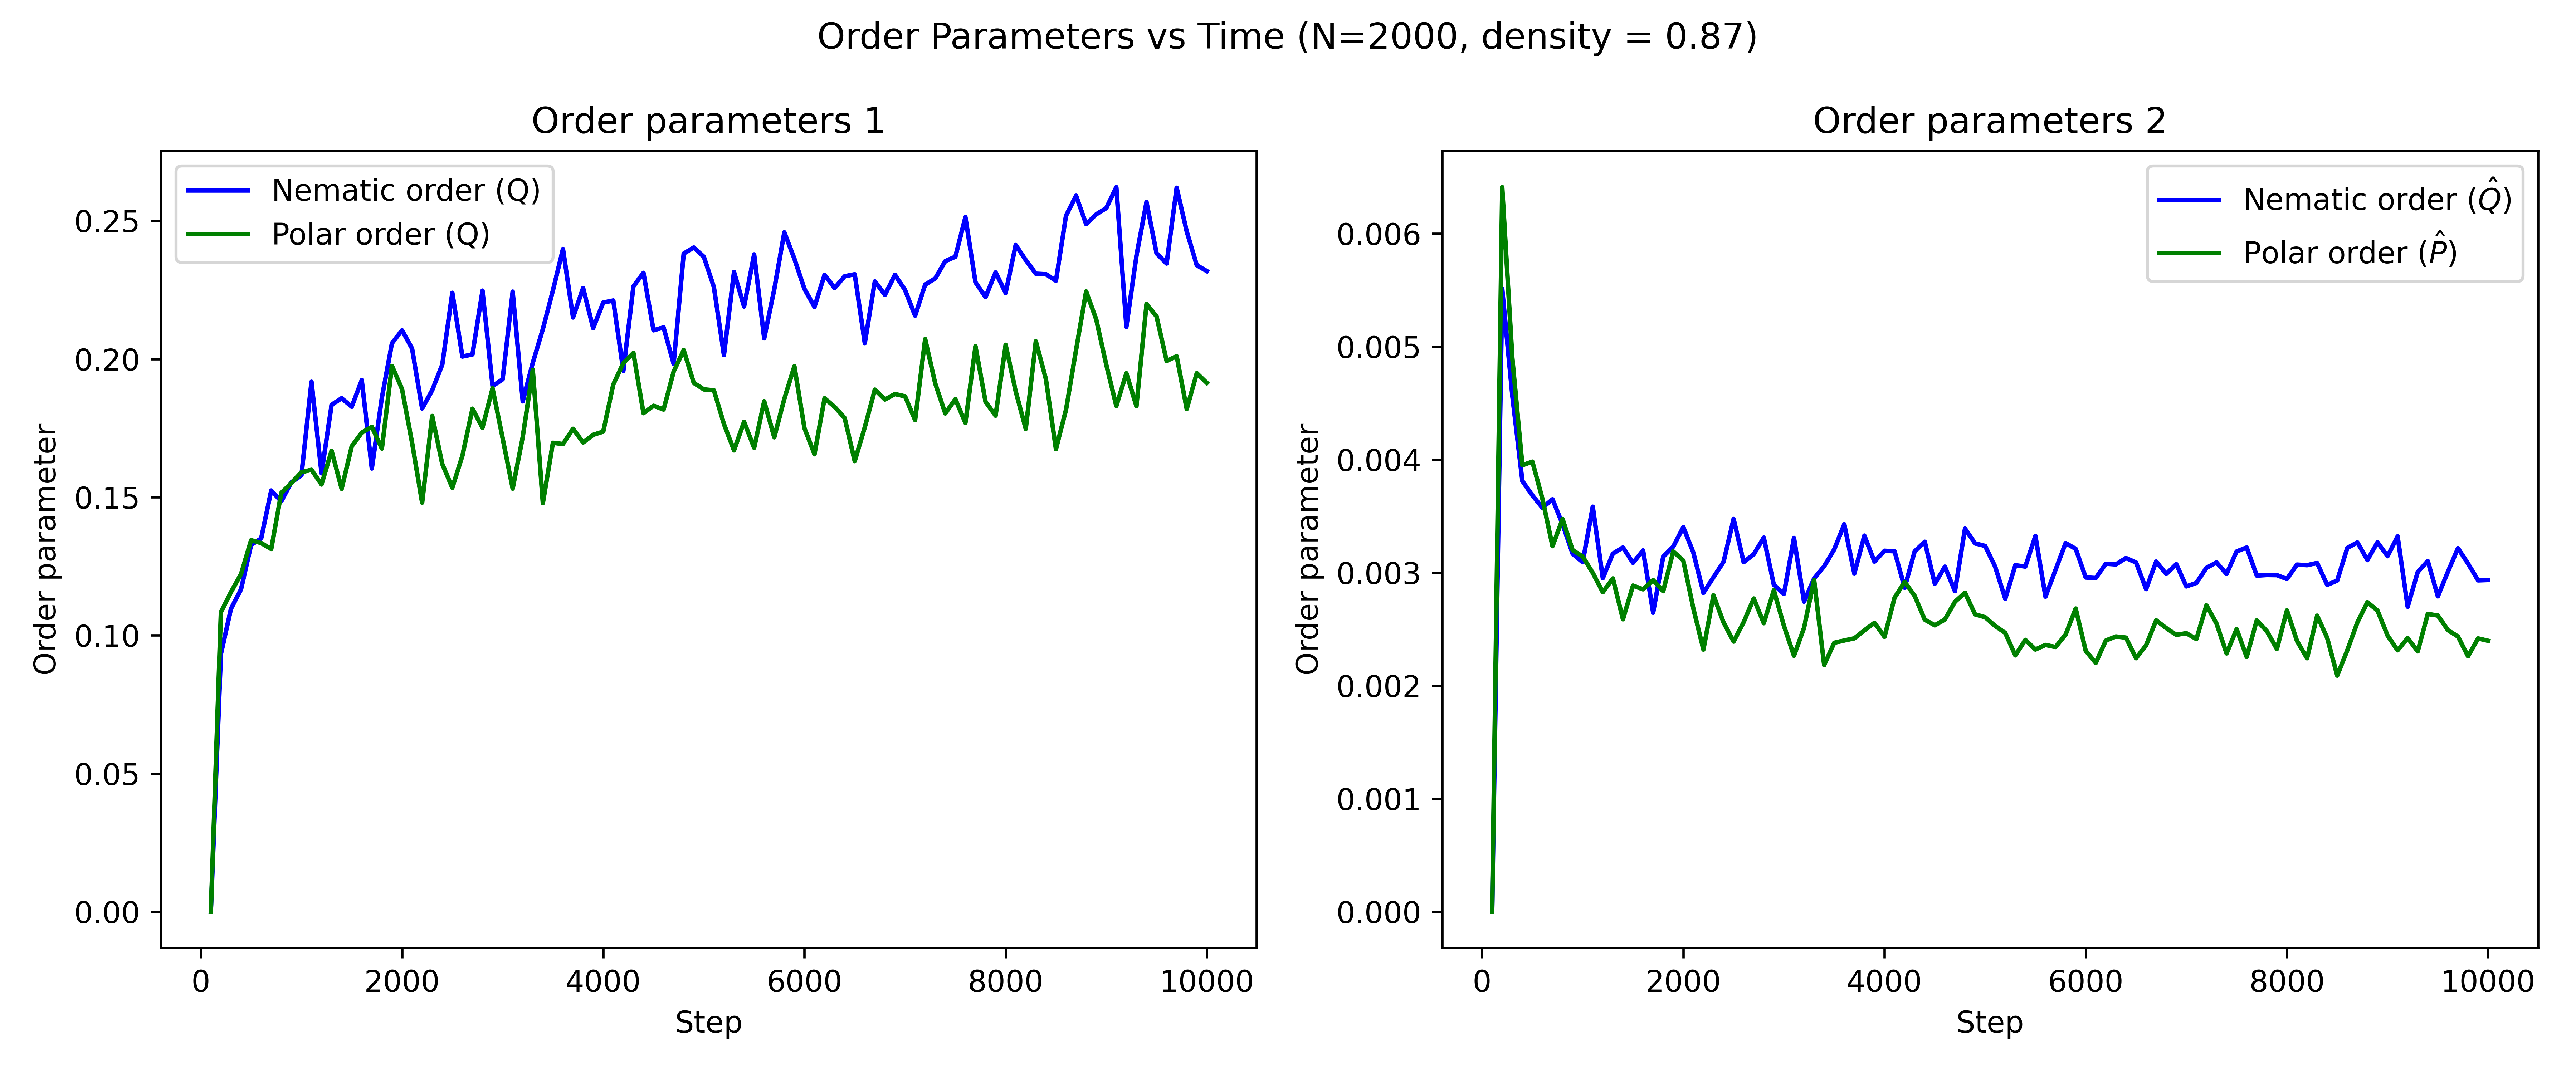 Order Parameters vs Time (N=2000, density = 0.87)
Order parameters 1
Nematic order (Q)
Polar order (Q)
0.25
0.20
0.15
0.10
0.05
0.00
Order parameter
0
2000
4000
6000
8000
10000
Step
Order parameters 2
Nematic order (Q̂)
Polar order (P̂)
0.006
0.005
0.004
0.003
0.002
0.001
0.000
Order parameter
0
2000
4000
6000
8000
10000
Step